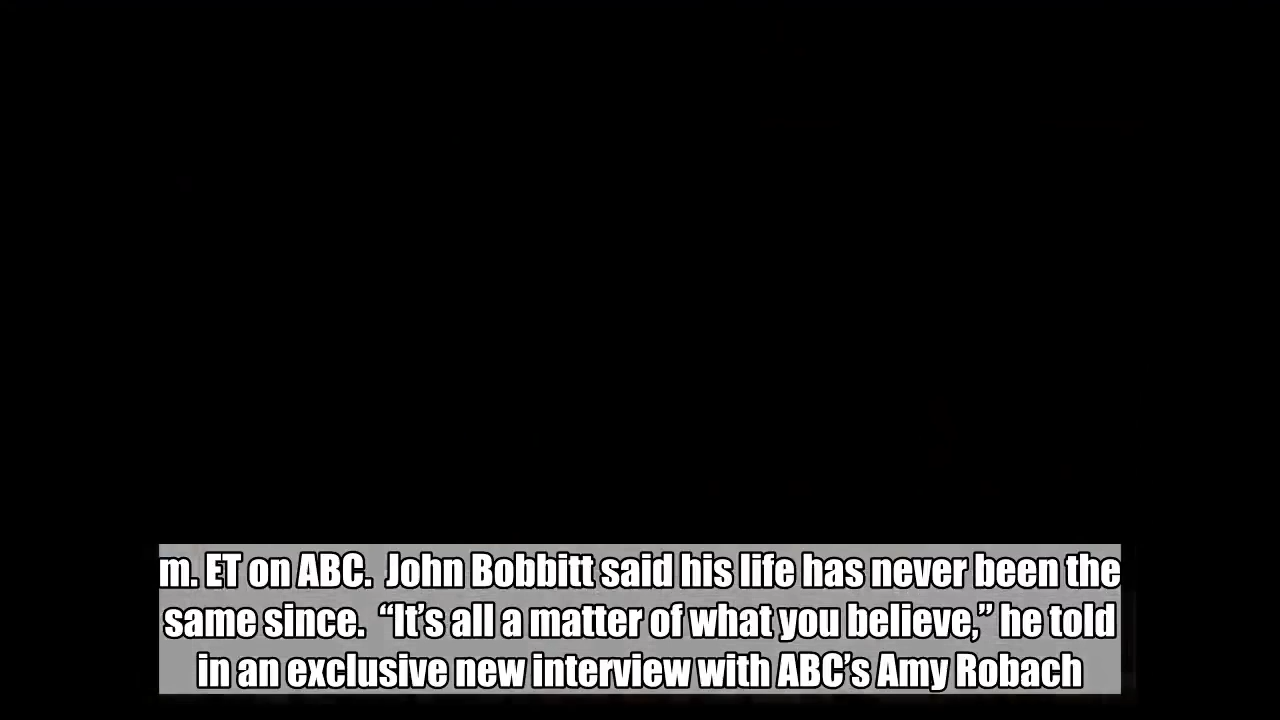 m. ET on ABC.  John Bobbitt said his life has never been the
same since.  “It’s all a matter of what you believe,” he told
in an exclusive new interview with ABC’s Amy Robach